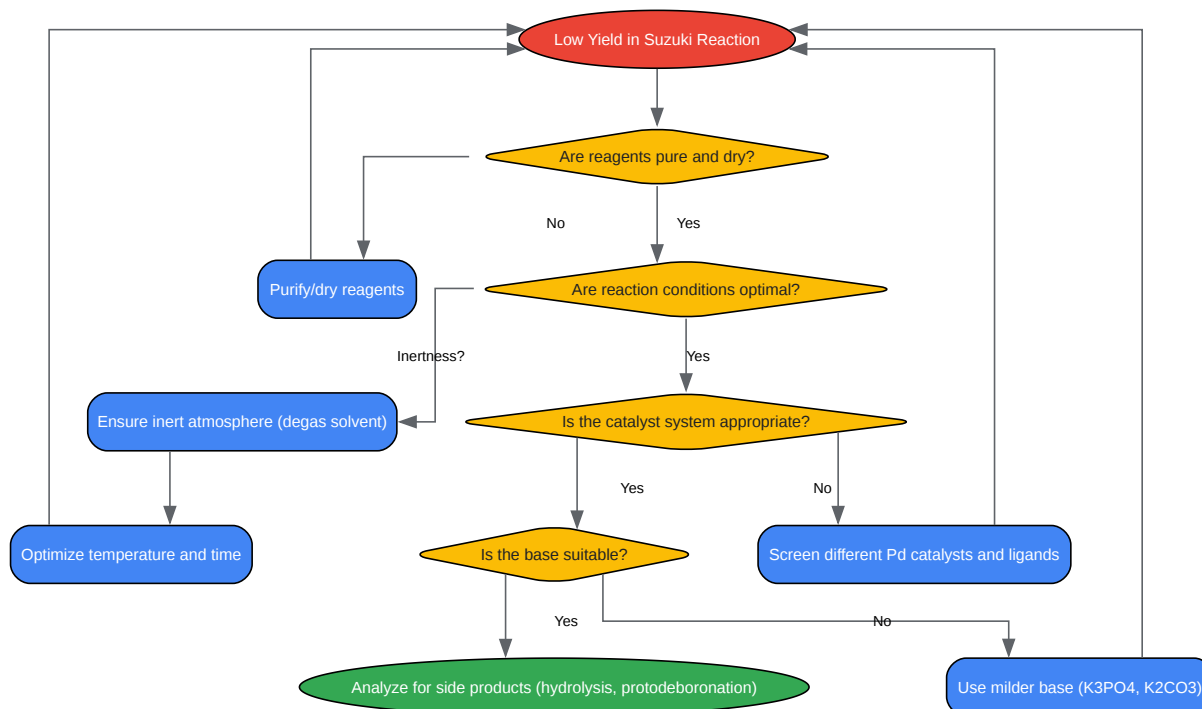 Low Yield in Suzuki Reaction
Are reagents pure and dry?
No
Yes
Purify/dry reagents
Are reaction conditions optimal?
Inertness?
Yes
Ensure inert atmosphere (degas solvent)
Is the catalyst system appropriate?
Yes
No
Optimize temperature and time
Is the base suitable?
Screen different Pd catalysts and ligands
Yes
No
Analyze for side products (hydrolysis, protodeboronation)
Use milder base (K3PO4, K2CO3)